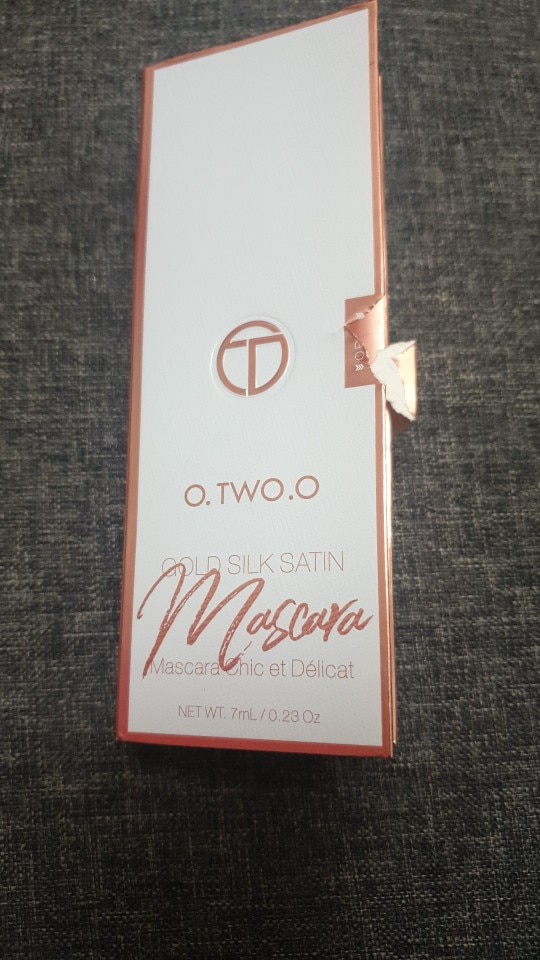 O.TWO.O
GOLD SILK SATIN
Mascara
Mascara Chic et Délicat
NET WT. 7mL / 0.23 Oz